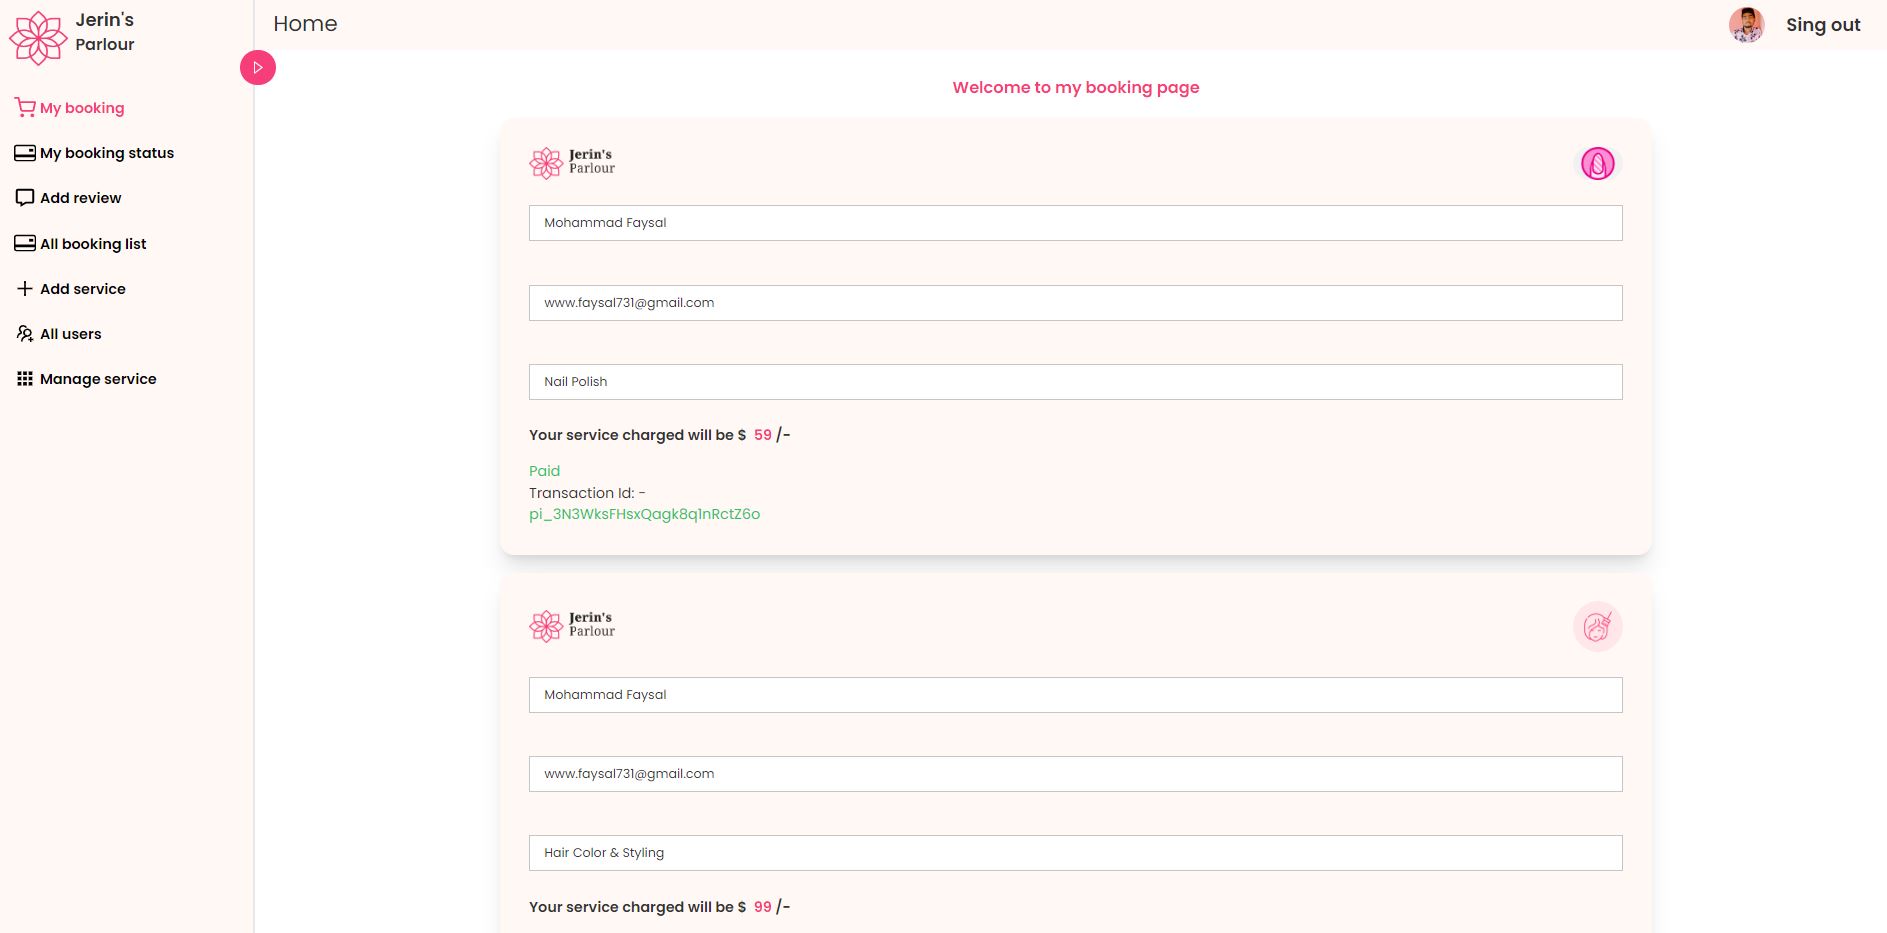 Jerin's
Parlour
My booking
My booking status
Add review
All booking list
Add service
All users
Manage service
Home
Sing out
Welcome to my booking page
Jerin's
Parlour
Mohammad Faysal
www.faysal731@gmail.com
Nail Polish
Your service charged will be $ 59 /-
Paid
Transaction Id: -
pi_3N3WksFHsxQagk8q1nRctZ6o
Jerin's
Parlour
Mohammad Faysal
www.faysal731@gmail.com
Hair Color & Styling
Your service charged will be $ 99 /-